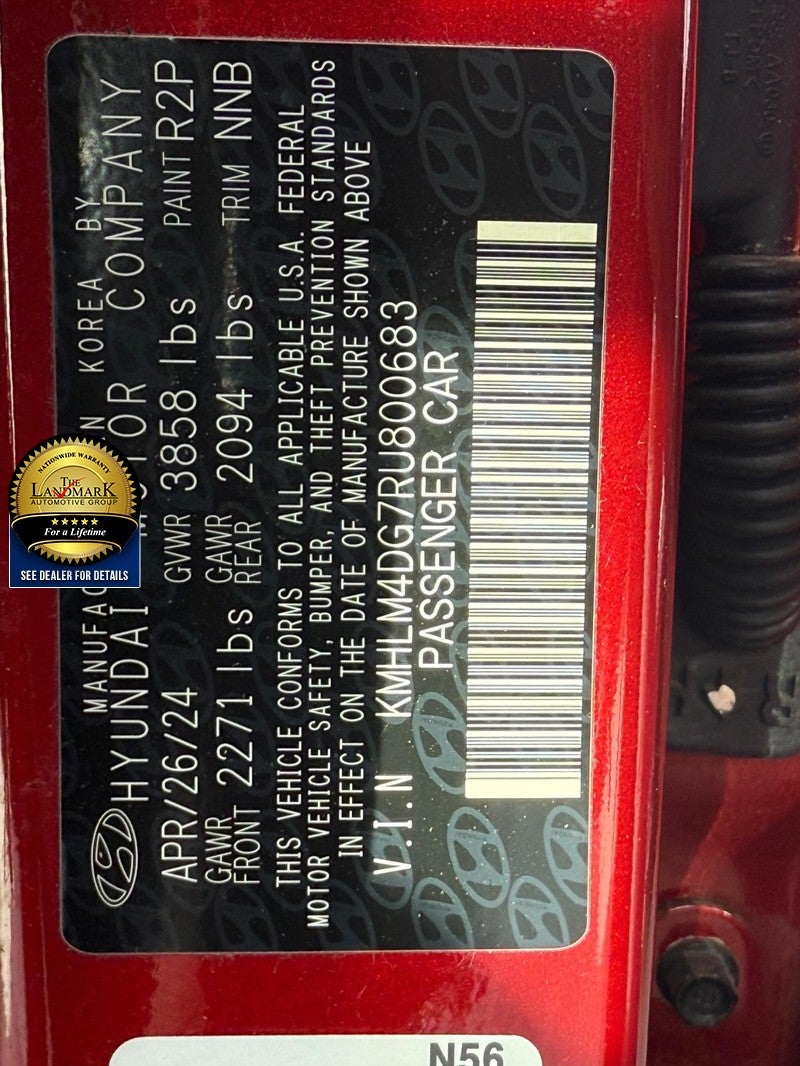 MANUFAC N KOREA BY
HYUNDAI MOTOR COMPANY
APR/26/24 GVWR 3858 lbs PAINT R2P
GAWR FRONT 2271 lbs GAWR REAR 2094 lbs TRIM NNB
THIS VEHICLE CONFORMS TO ALL APPLICABLE U.S.A. FEDERAL
MOTOR VEHICLE SAFETY, BUMPER, AND THEFT PREVENTION STANDARDS
IN EFFECT ON THE DATE OF MANUFACTURE SHOWN ABOVE
V.I.N KMHLM4DG7RU800683
PASSENGER CAR
NATIONWIDE WARRANTY
THE
LANDMARK
AUTOMOTIVE GROUP
For a Lifetime
SEE DEALER FOR DETAILS
N56